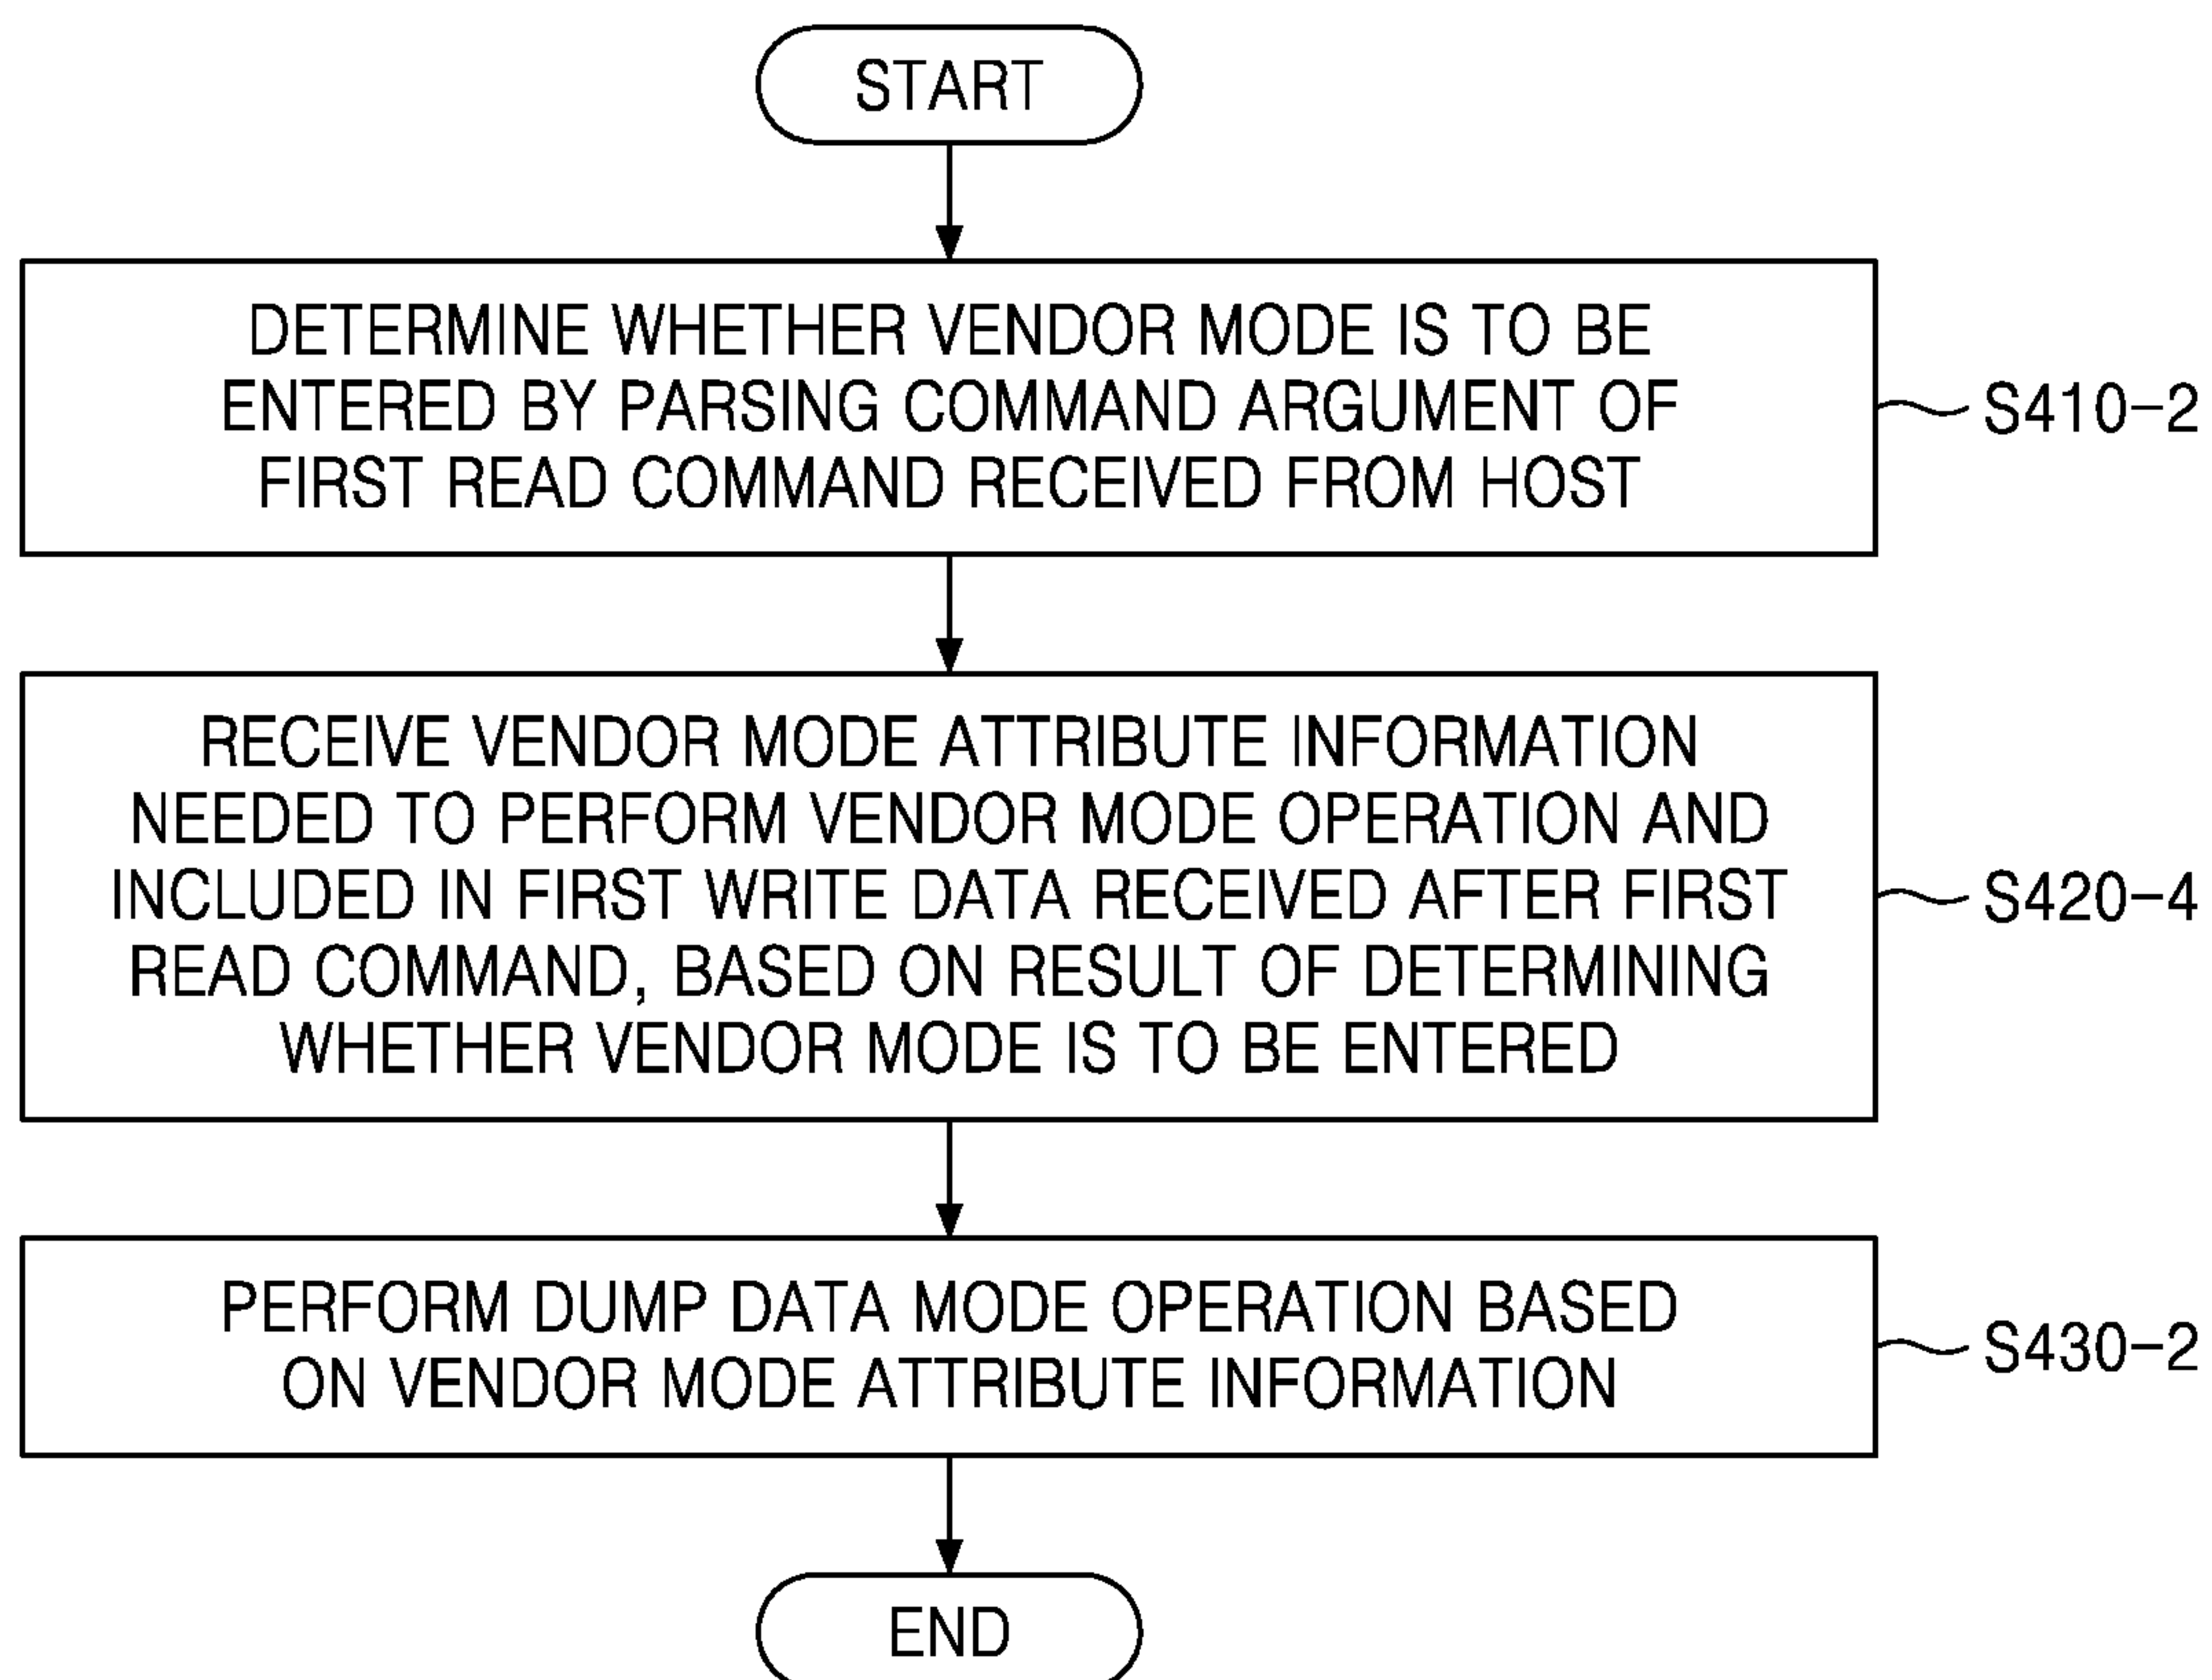 START
DETERMINE WHETHER VENDOR MODE IS TO BE
ENTERED BY PARSING COMMAND ARGUMENT OF
FIRST READ COMMAND RECEIVED FROM HOST
S410-2
RECEIVE VENDOR MODE ATTRIBUTE INFORMATION
NEEDED TO PERFORM VENDOR MODE OPERATION AND
INCLUDED IN FIRST WRITE DATA RECEIVED AFTER FIRST
READ COMMAND, BASED ON RESULT OF DETERMINING
WHETHER VENDOR MODE IS TO BE ENTERED
S420-4
PERFORM DUMP DATA MODE OPERATION BASED
ON VENDOR MODE ATTRIBUTE INFORMATION
S430-2
END